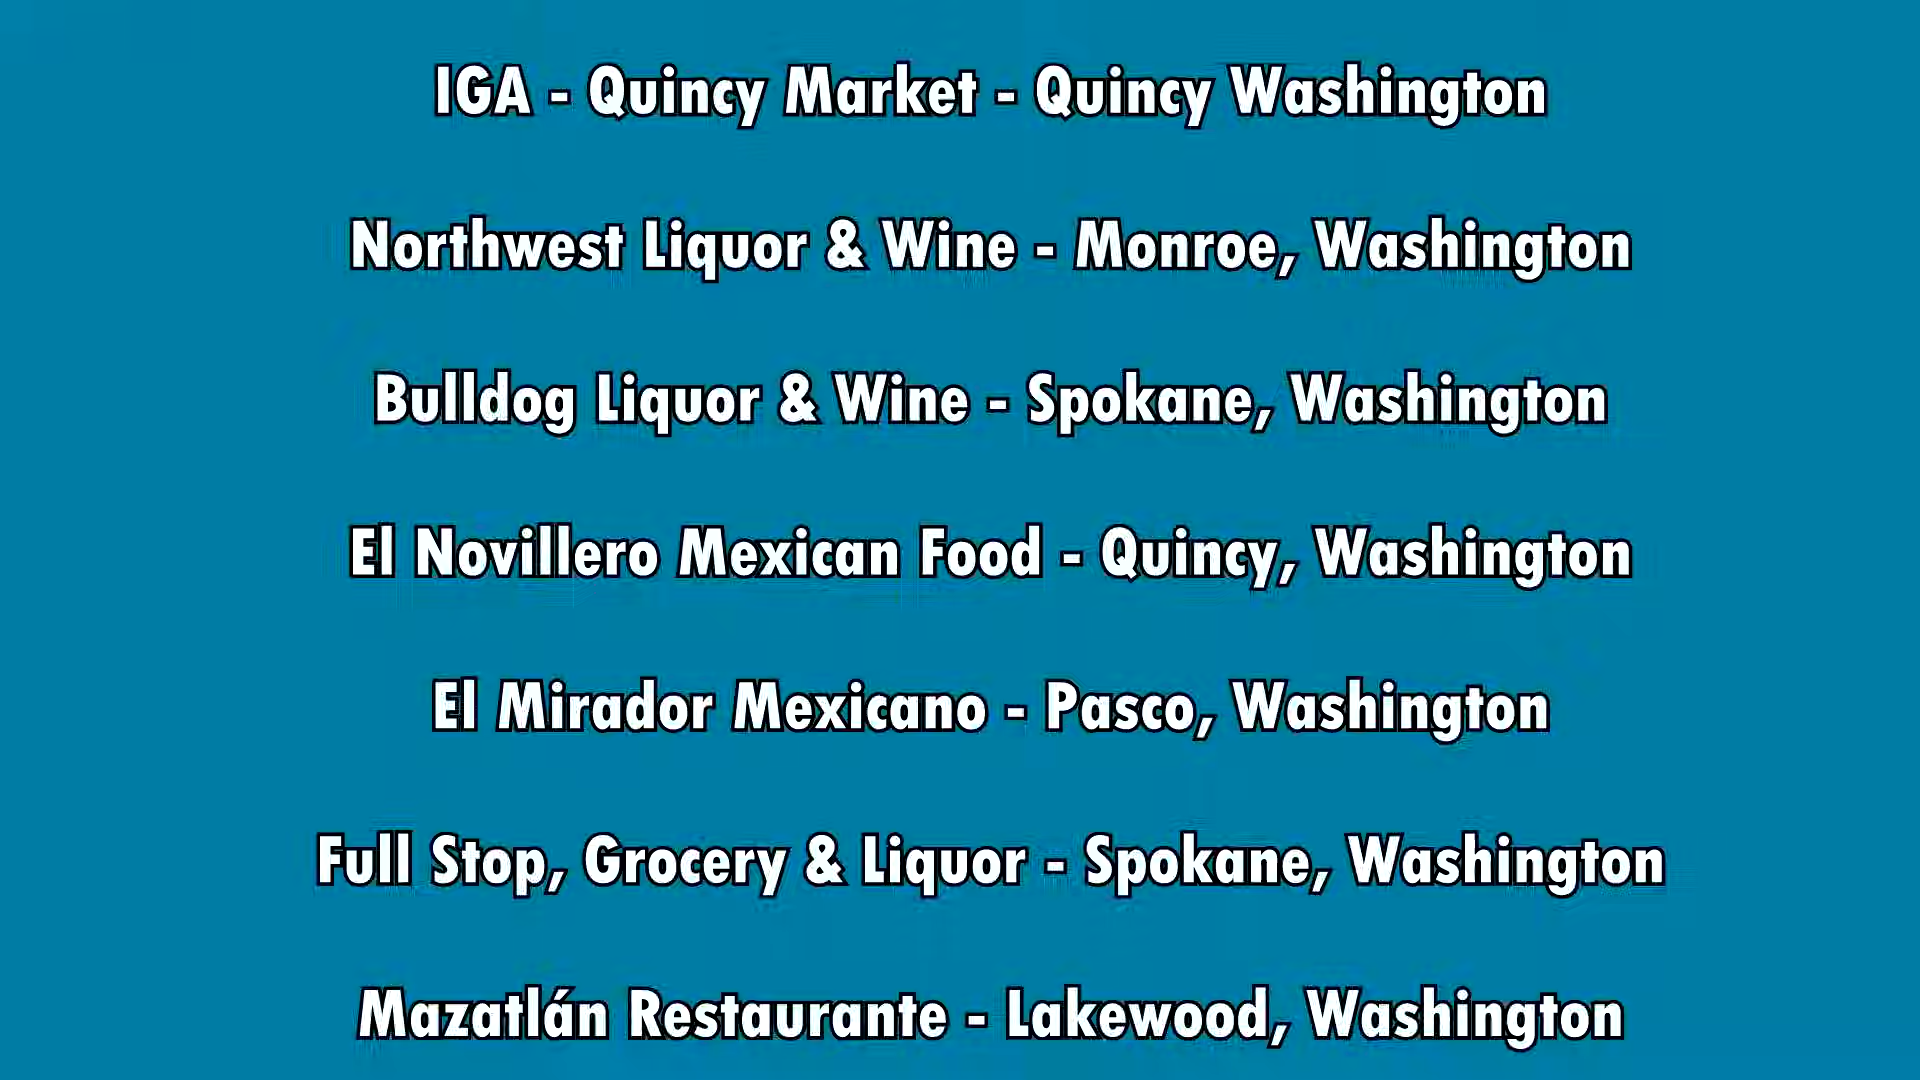 IGA - Quincy Market - Quincy Washington
Northwest Liquor & Wine - Monroe, Washington
Bulldog Liquor & Wine - Spokane, Washington
El Novillero Mexican Food - Quincy, Washington
El Mirador Mexicano - Pasco, Washington
Full Stop, Grocery & Liquor - Spokane, Washington
Mazatlán Restaurante - Lakewood, Washington